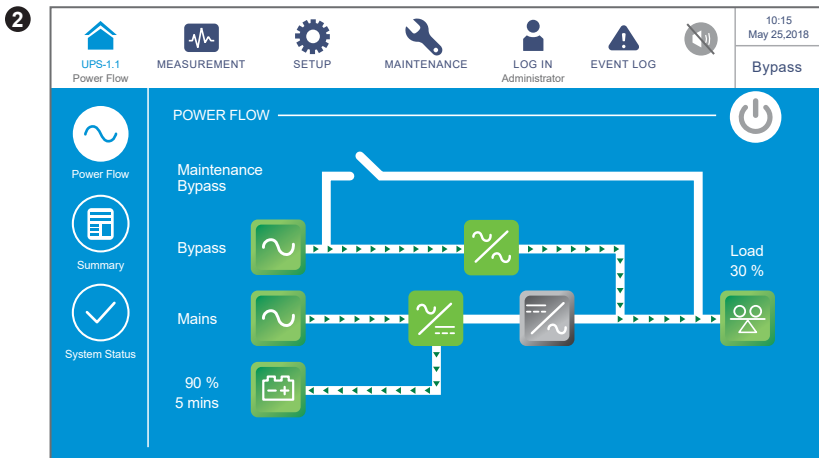 2
10:15
May 25,2018
Bypass
UPS-1.1
Power Flow
MEASUREMENT
SETUP
MAINTENANCE
LOG IN
Administrator
EVENT LOG
POWER FLOW
Power Flow
Summary
System Status
Maintenance
Bypass
Bypass
Mains
90 %
5 mins
Load
30 %